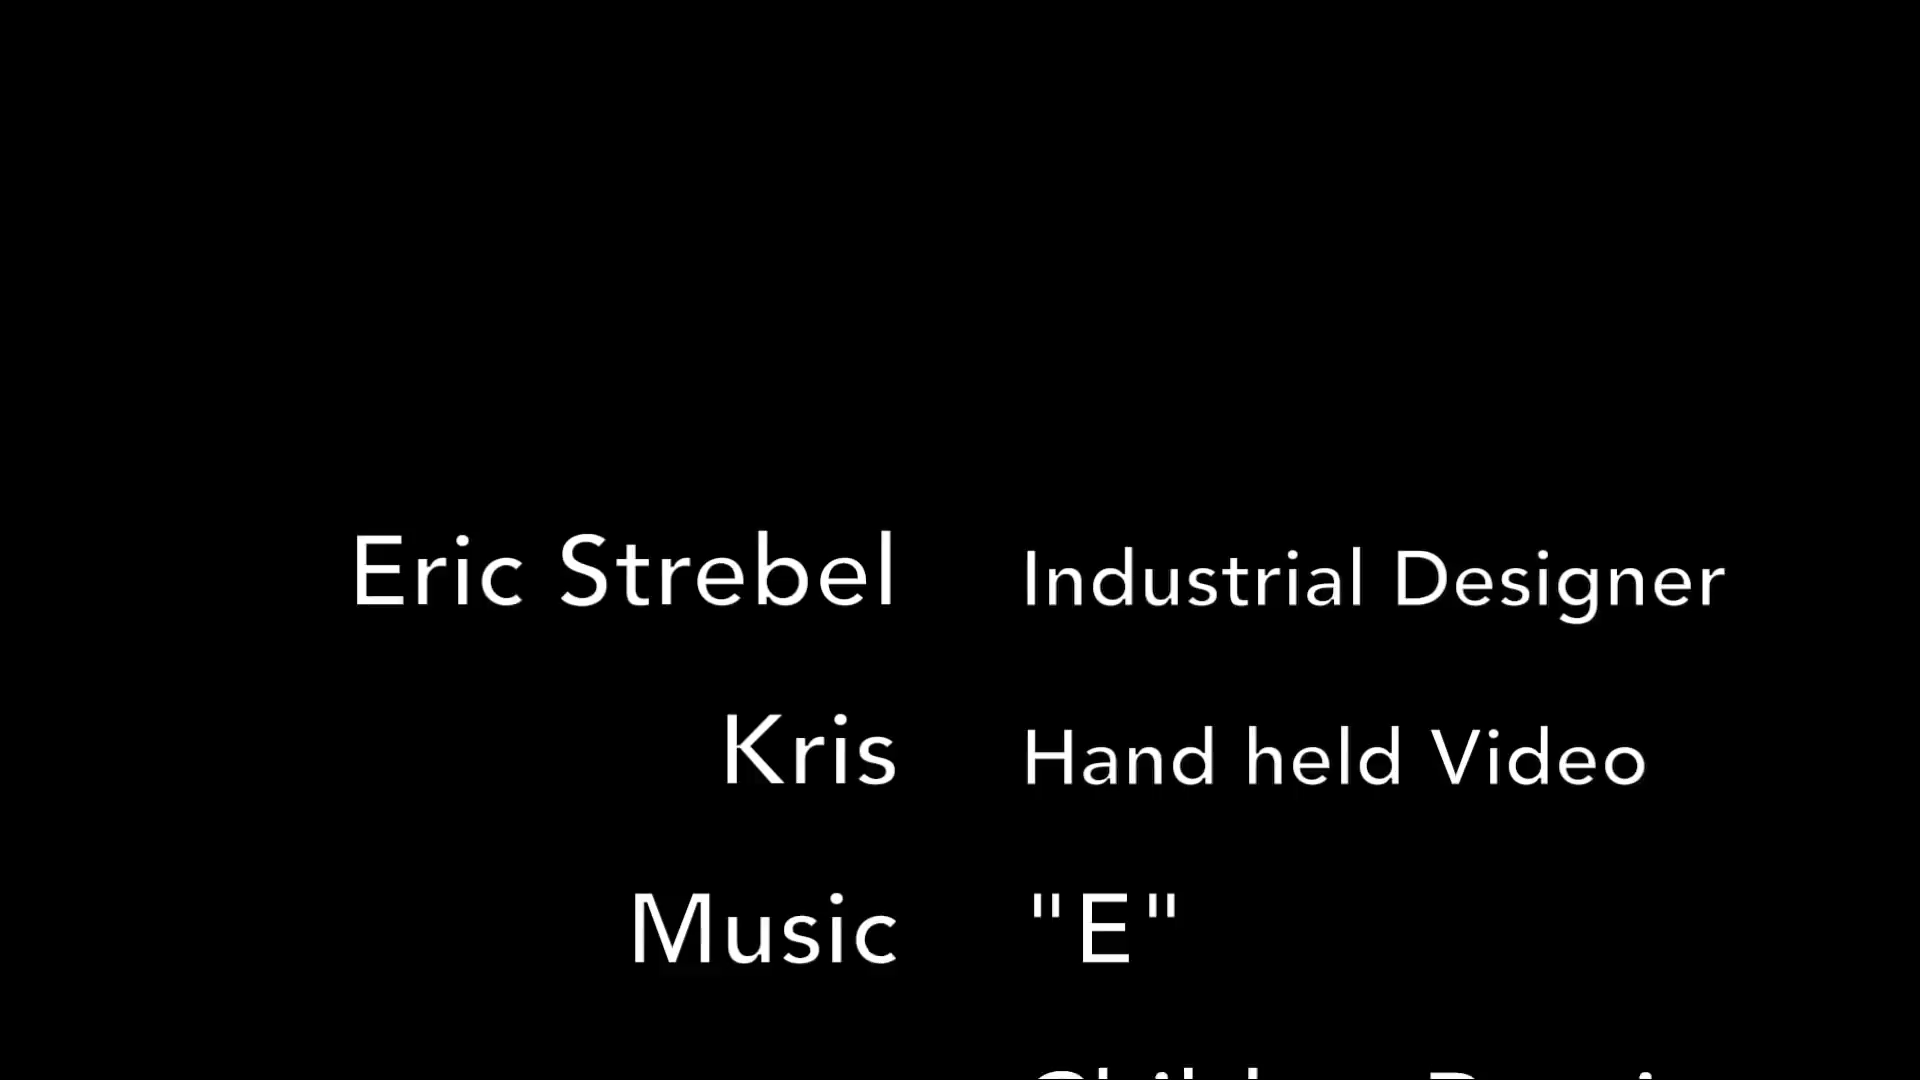 Eric Strebel Industrial Designer
Kris Hand held Video
Music "E"